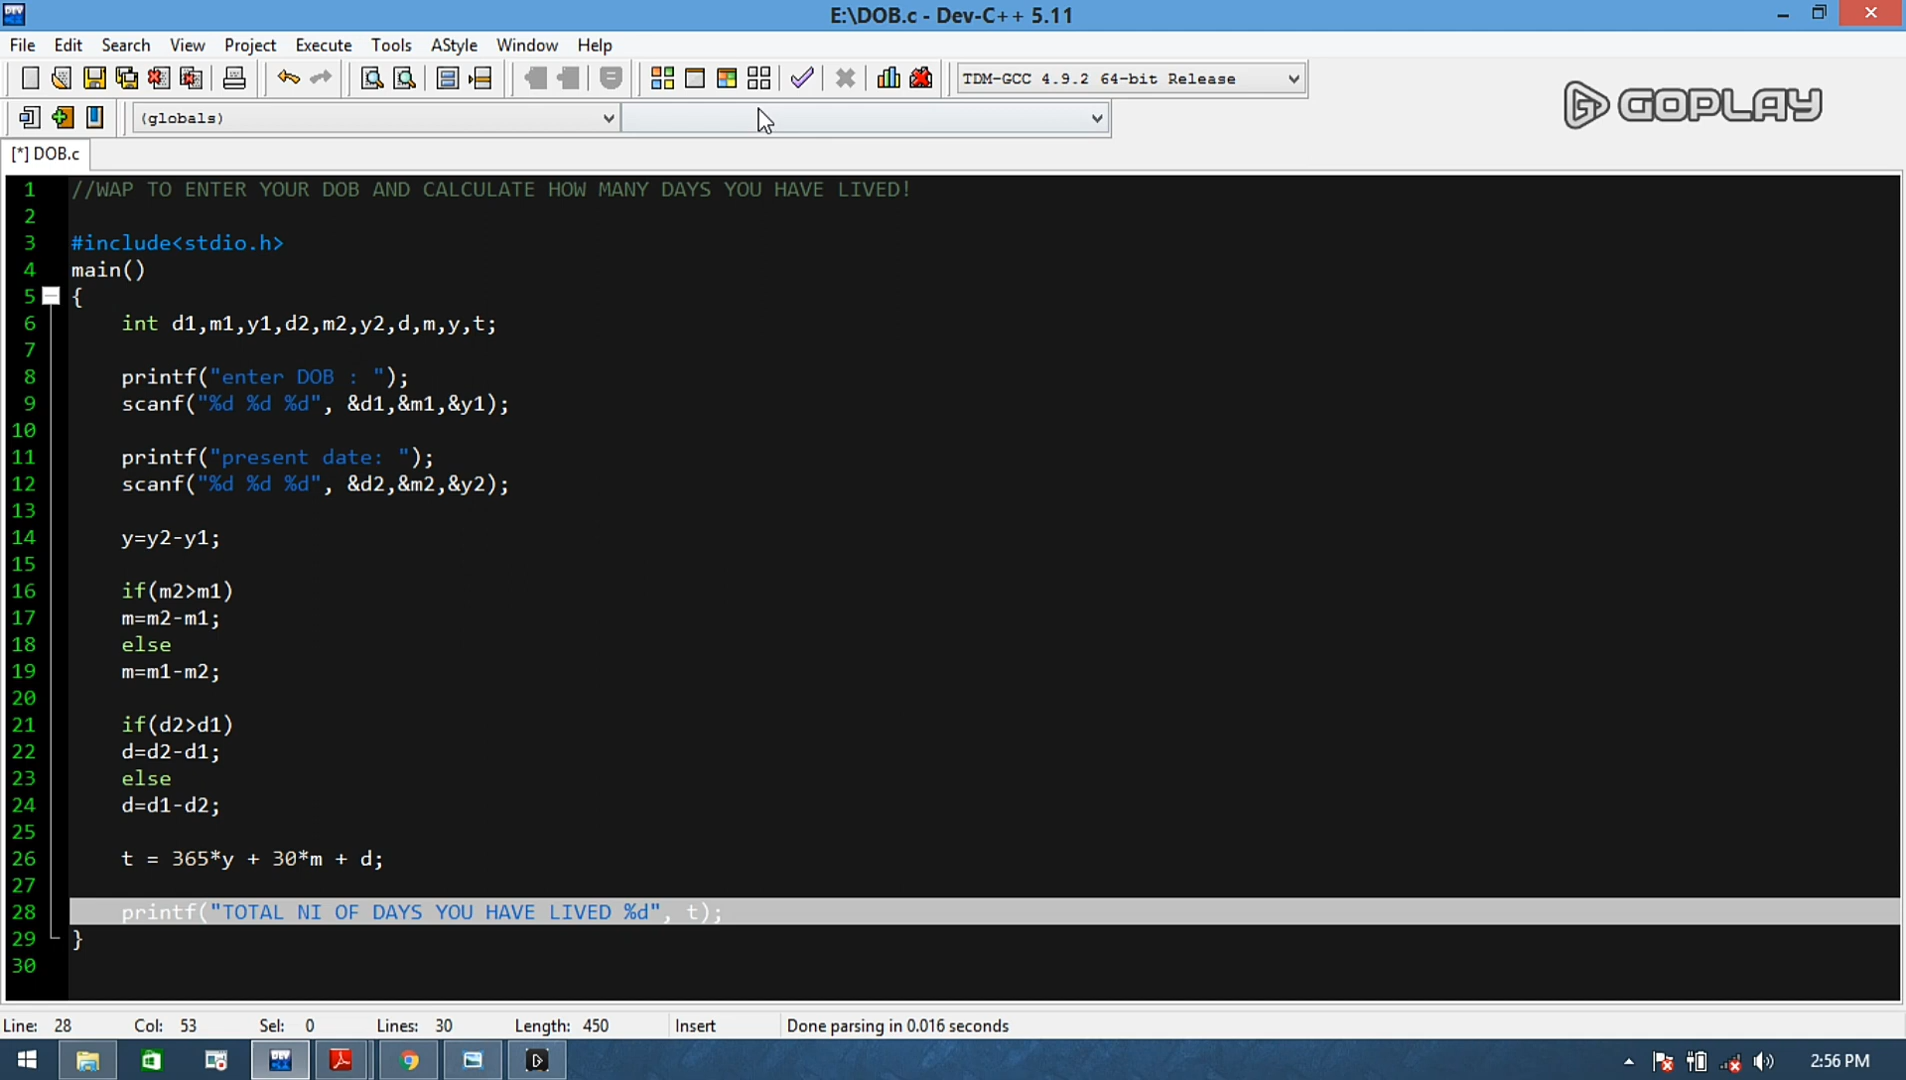 E:\DOB.c - Dev-C++ 5.11
File Edit Search View Project Execute Tools AStyle Window Help
TDM-GCC 4.9.2 64-bit Release
GOPLAY
(globals)
[*] DOB.c
1 //WAP TO ENTER YOUR DOB AND CALCULATE HOW MANY DAYS YOU HAVE LIVED!
2
3 #include<stdio.h>
4 main()
5 {
6 int d1,m1,y1,d2,m2,y2,d,m,y,t;
7
8 printf("enter DOB : ");
9 scanf("%d %d %d", &d1,&m1,&y1);
10
11 printf("present date: ");
12 scanf("%d %d %d", &d2,&m2,&y2);
13
14 y=y2-y1;
15
16 if(m2>m1)
17 m=m2-m1;
18 else
19 m=m1-m2;
20
21 if(d2>d1)
22 d=d2-d1;
23 else
24 d=d1-d2;
25
26 t = 365*y + 30*m + d;
27
28 printf("TOTAL NI OF DAYS YOU HAVE LIVED %d", t);
29 }
30
Line: 28 Col: 53 Sel: 0 Lines: 30 Length: 450 Insert Done parsing in 0.016 seconds
DEV
2:56 PM